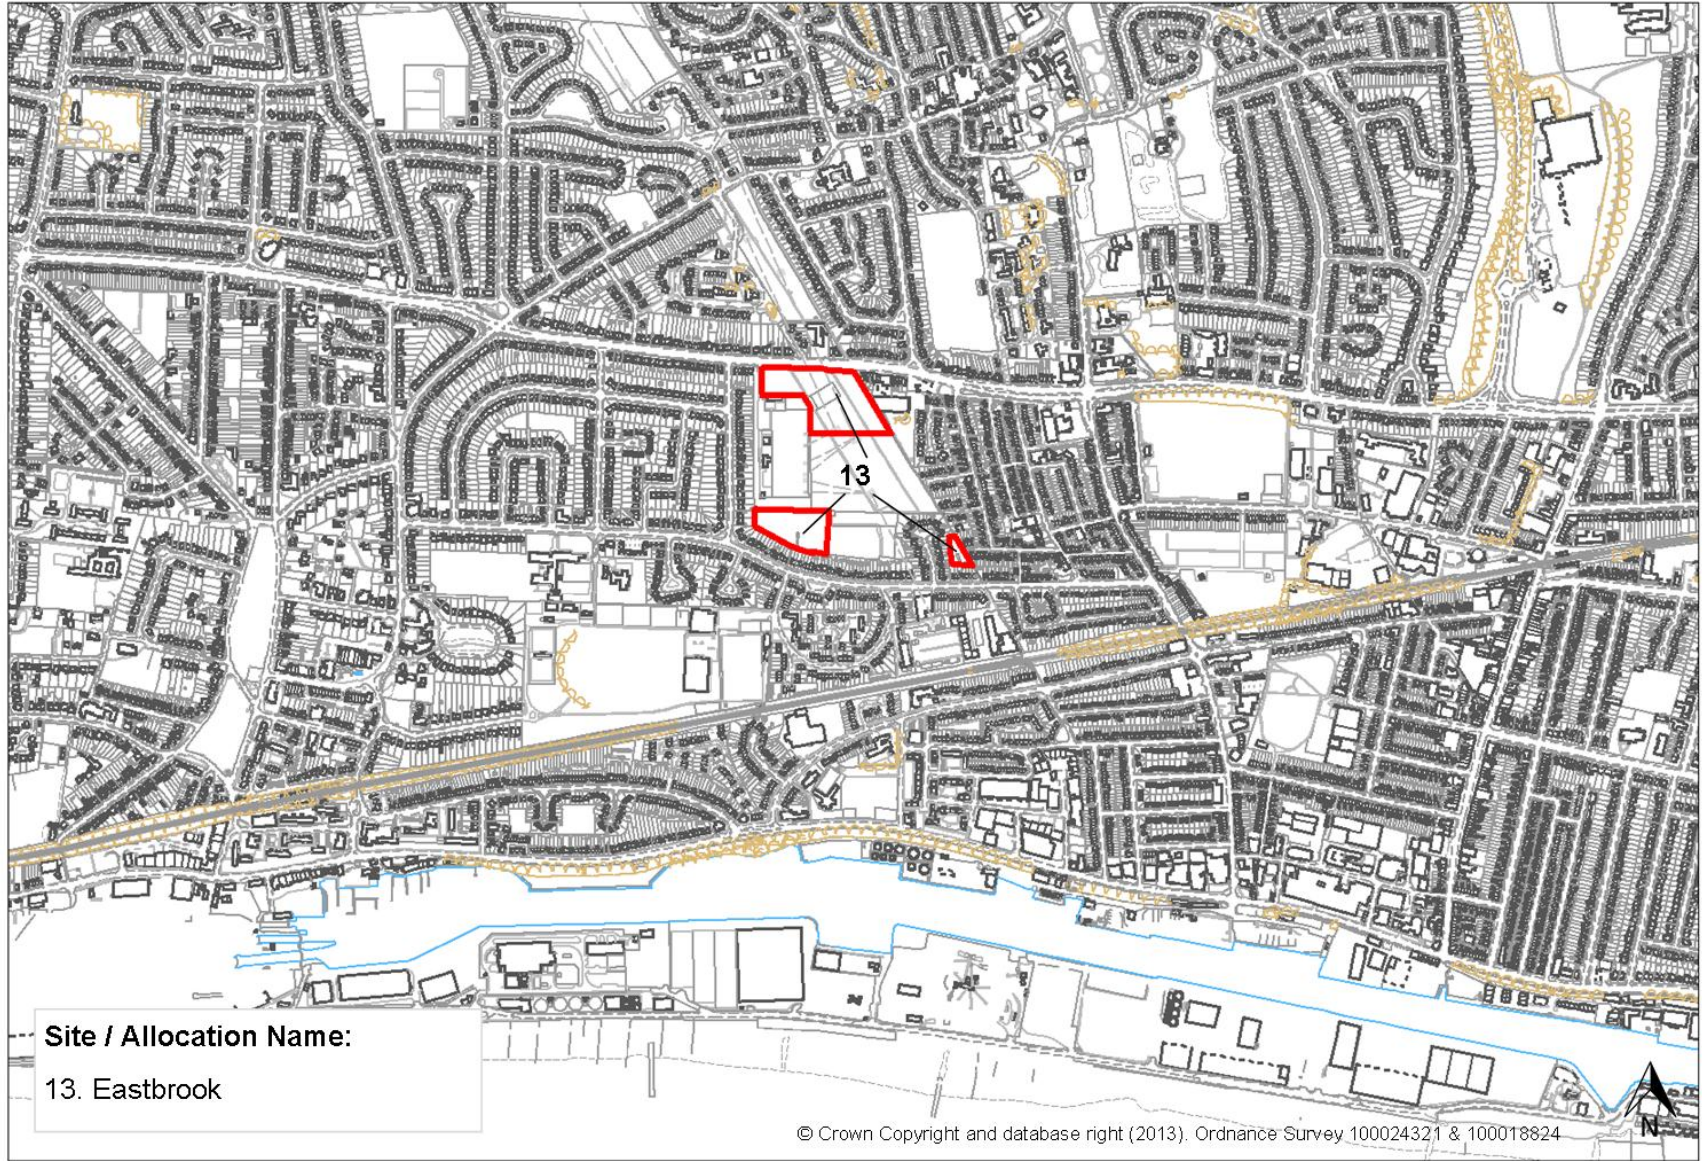 13
Site / Allocation Name:
13. Eastbrook
© Crown Copyright and database right (2013). Ordnance Survey 100024321 & 100018824
N